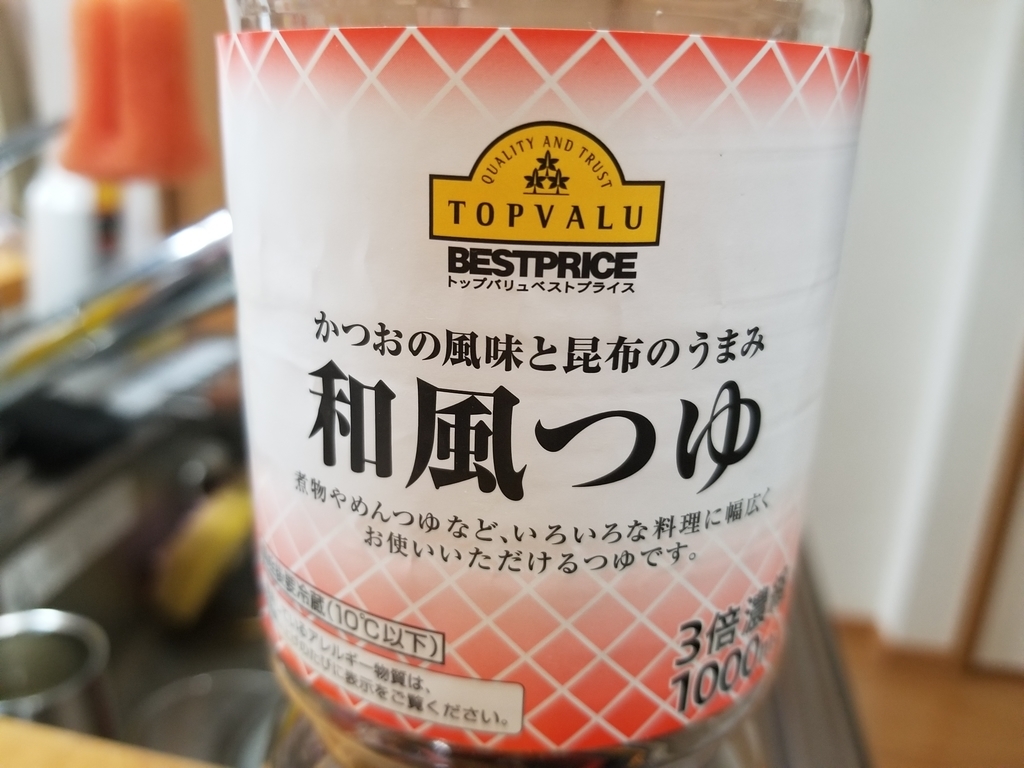 QUALITY AND TRUST
TOPVALU
BESTPRICE
トップバリュベストプライス
かつおの風味と昆布のうまみ
和風つゆ
煮物やめんつゆなど、いろいろな料理に幅広く
お使いいただけるつゆです。
冷蔵(10℃以下)
アレルギー物質は、
に表示をご覧ください。
3倍濃縮
1000